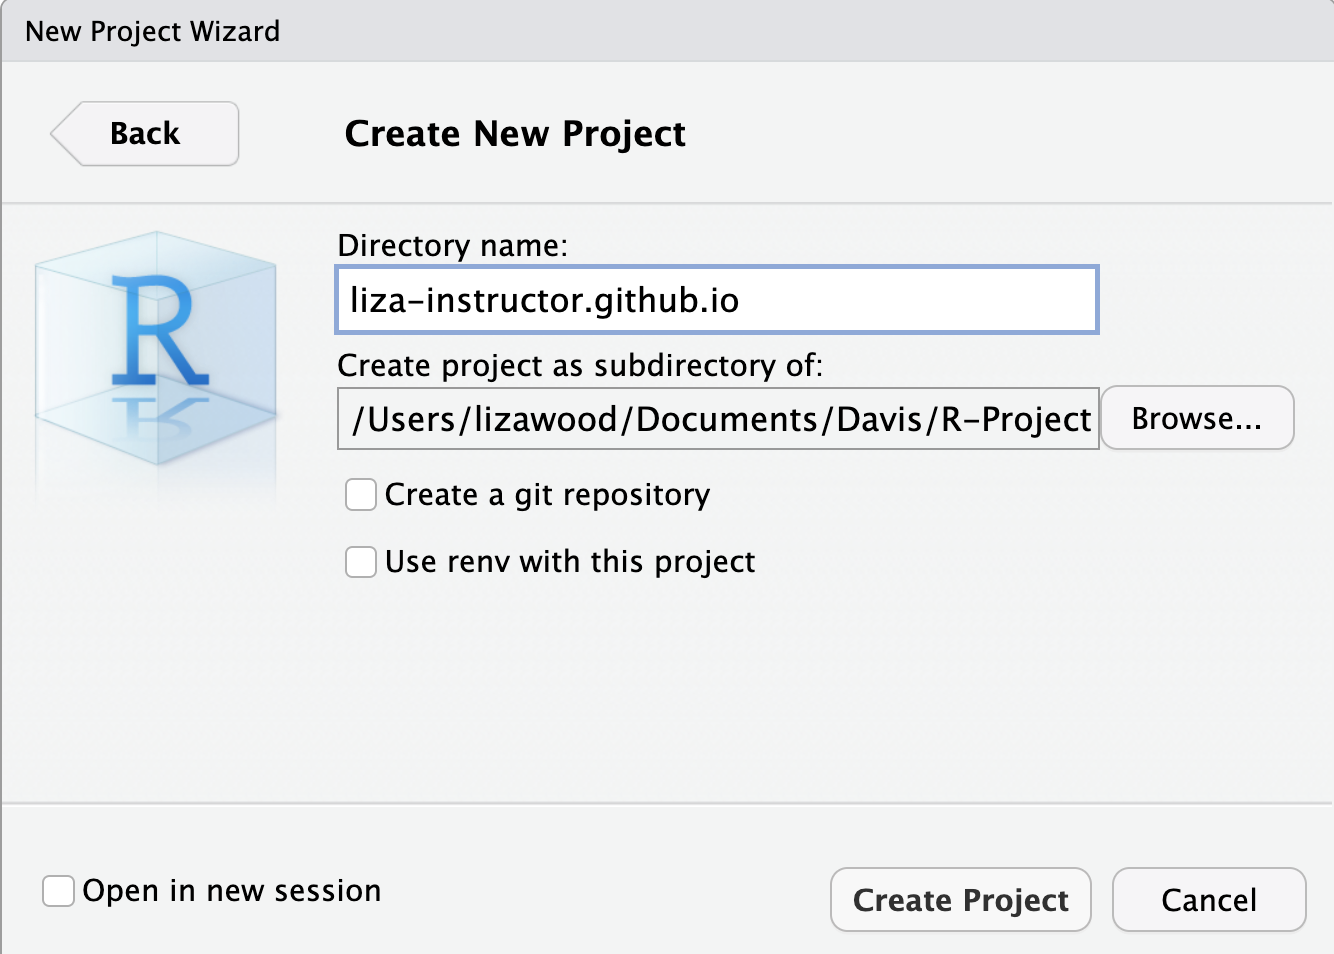 New Project Wizard
Back
Create New Project
R
Directory name:
liza-instructor.github.io
Create project as subdirectory of:
/Users/lizawood/Documents/Davis/R-Project
Browse...
Create a git repository
Use renv with this project
Open in new session
Create Project
Cancel